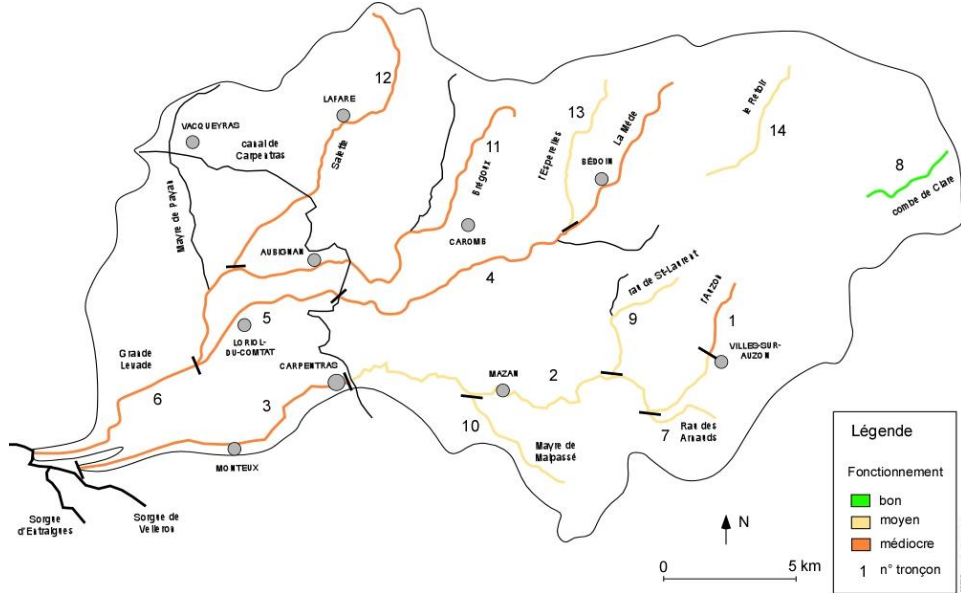 12
LAFARE
VACQUEYRAS
canal de
Carpentras
Salette
11
Brégoux
13
l'Esperelles
La Mède
BÉDOIN
le Retoir
14
8
combe de Clare
Mayre de Payan
AUBIGNAN
CAROMB
4
ran de St-Laurent
l'Auzon
5
LORIOL-
DU-COMTAT
9
1
VILLES-SUR-
AUZON
Grande
Levade
CARPENTRAS
MAZAN
2
6
3
10
7
Ran des
Amands
Mayre de
Malpassé
MONTEUX
Sorgue
d'Entraigues
Sorgue de
Velleron
N
0
5 km
Légende
Fonctionnement
bon
moyen
médiocre
1 n° tronçon